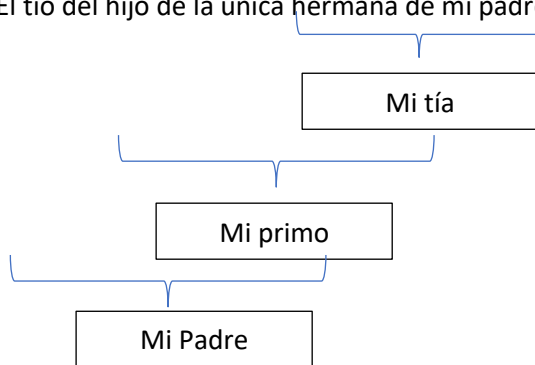 El tío del hijo de la única hermana de mi padre
Mi tía
Mi primo
Mi Padre